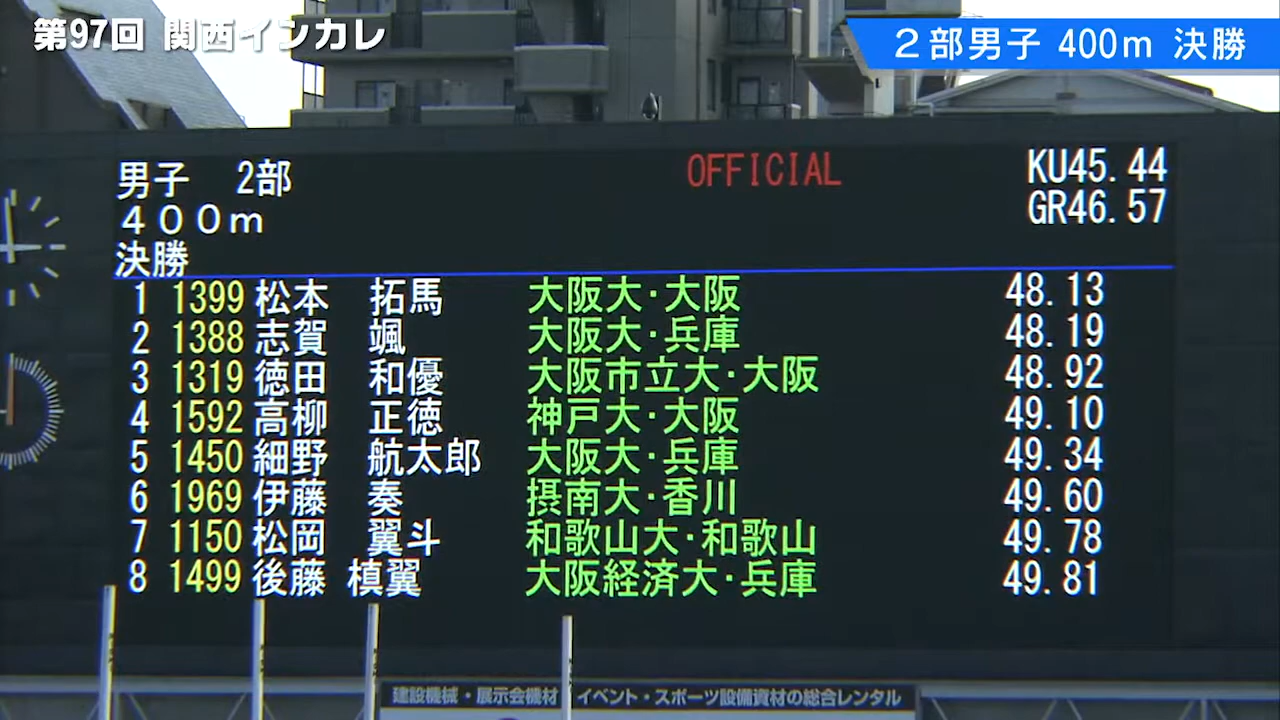 第97回 関西インカレ
2部男子 400m 決勝
男子 2部 OFFICIAL KU45.44
400m GR46.57
決勝
1 1399 松本 拓馬 大阪大・大阪 48.13
2 1388 志賀 颯 大阪大・兵庫 48.19
3 1319 徳田 和優 大阪市立大・大阪 48.92
4 1592 高柳 正徳 神戸大・大阪 49.10
5 1450 細野 航太郎 大阪大・兵庫 49.34
6 1969 伊藤 奏 摂南大・香川 49.60
7 1150 松岡 翼斗 和歌山大・和歌山 49.78
8 1499 後藤 槙翼 大阪経済大・兵庫 49.81
建設機械・展示会機材 イベント・スポーツ設備資材の総合レンタル